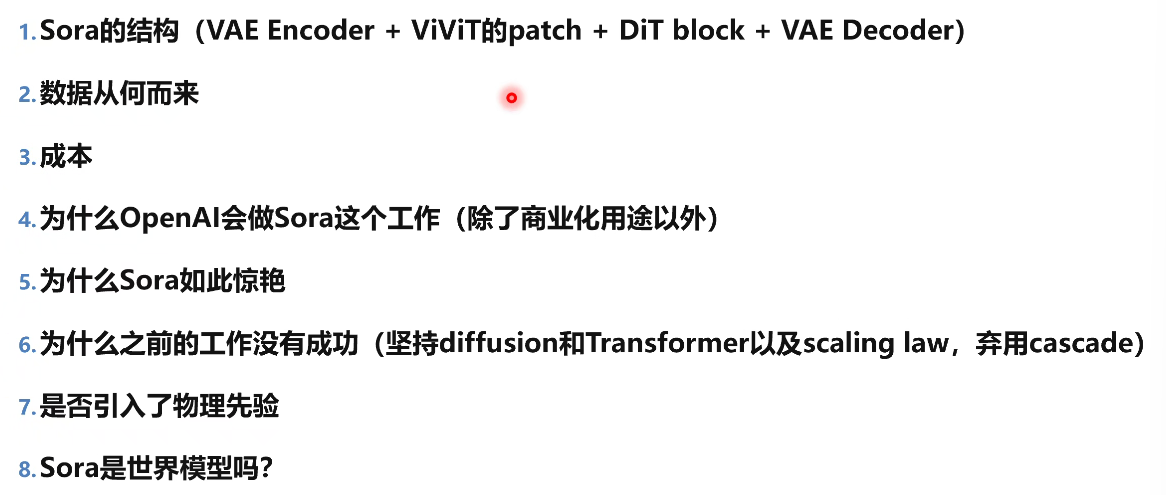 1. Sora的结构（VAE Encoder + ViViT的patch + DiT block + VAE Decoder）
2. 数据从何而来
3. 成本
4. 为什么OpenAI会做Sora这个工作（除了商业化用途以外）
5. 为什么Sora如此惊艳
6. 为什么之前的工作没有成功（坚持diffusion和Transformer以及scaling law，弃用cascade）
7. 是否引入了物理先验
8. Sora是世界模型吗？